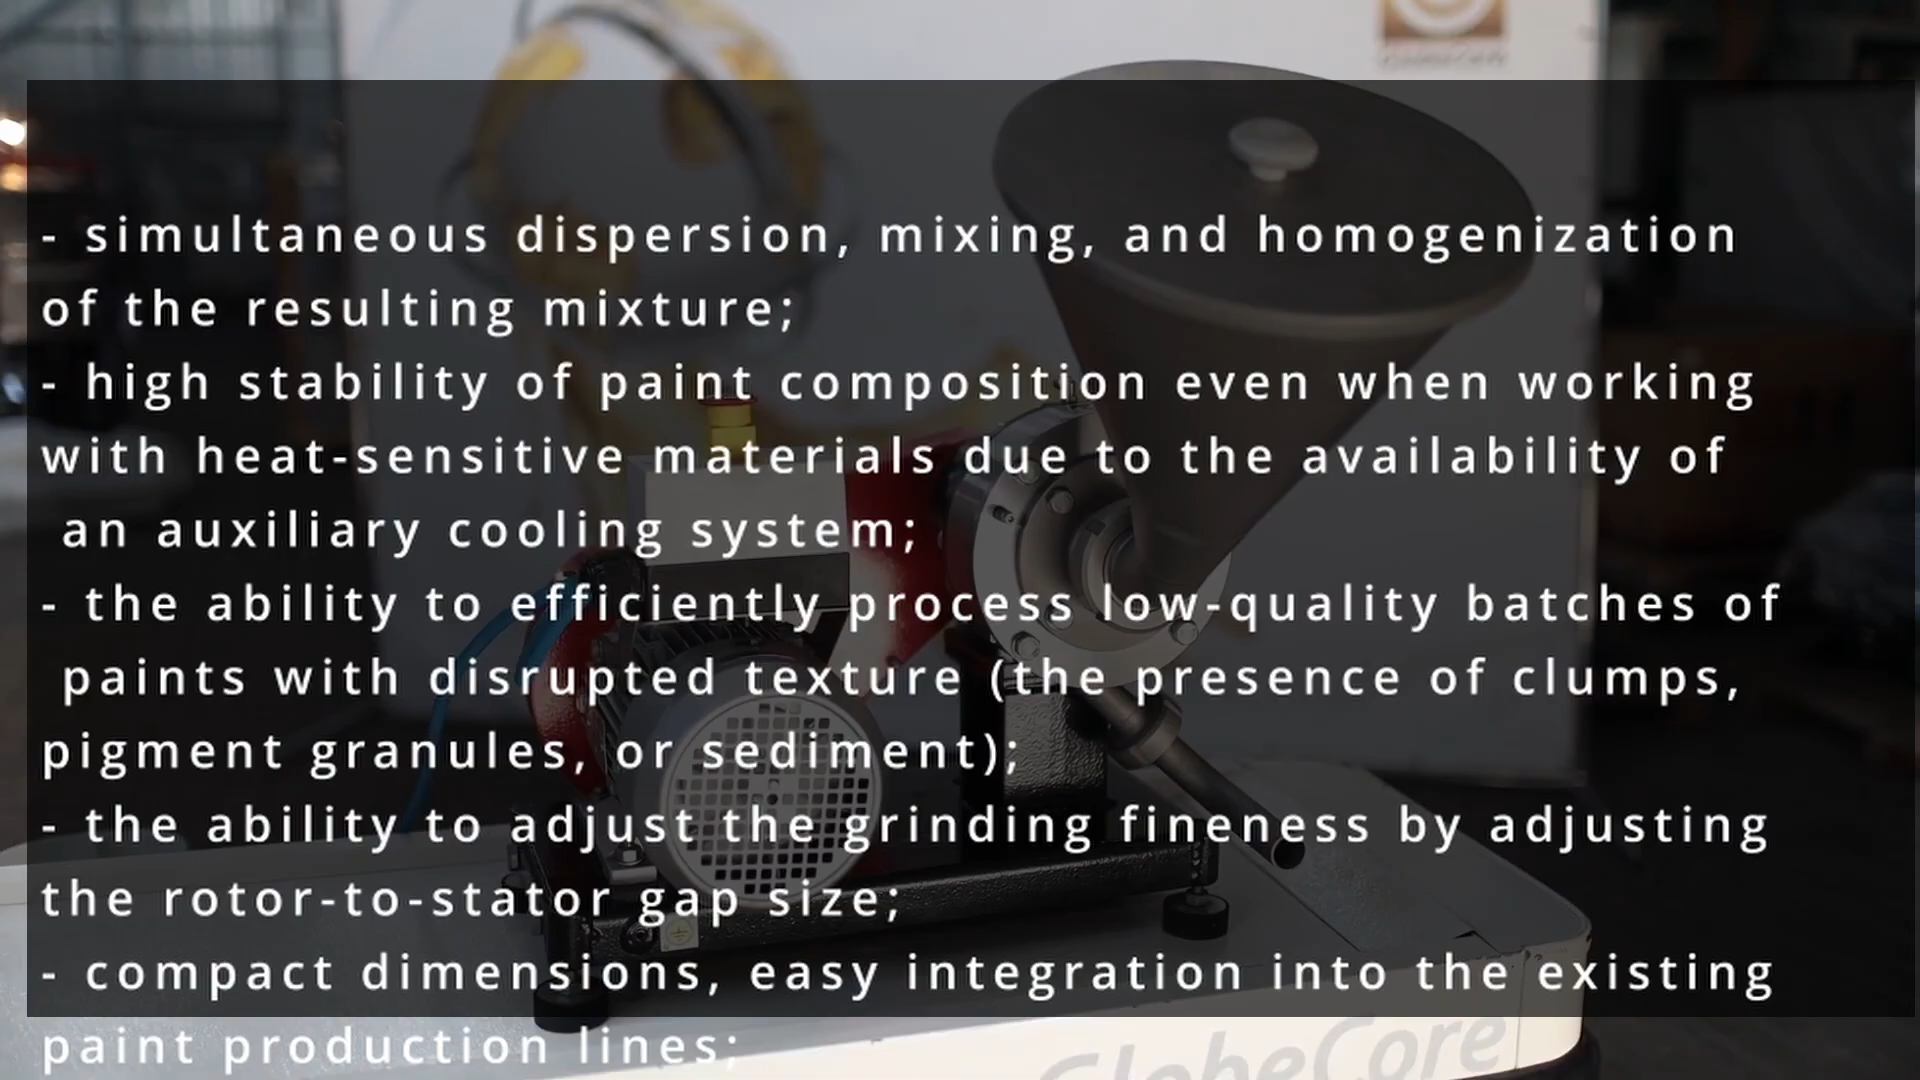 - simultaneous dispersion, mixing, and homogenization
of the resulting mixture;
- high stability of paint composition even when working
with heat-sensitive materials due to the availability of
an auxiliary cooling system;
- the ability to efficiently process low-quality batches of
paints with disrupted texture (the presence of clumps,
pigment granules, or sediment);
- the ability to adjust the grinding fineness by adjusting
the rotor-to-stator gap size;
- compact dimensions, easy integration into the existing
paint production lines;
GlobeCore